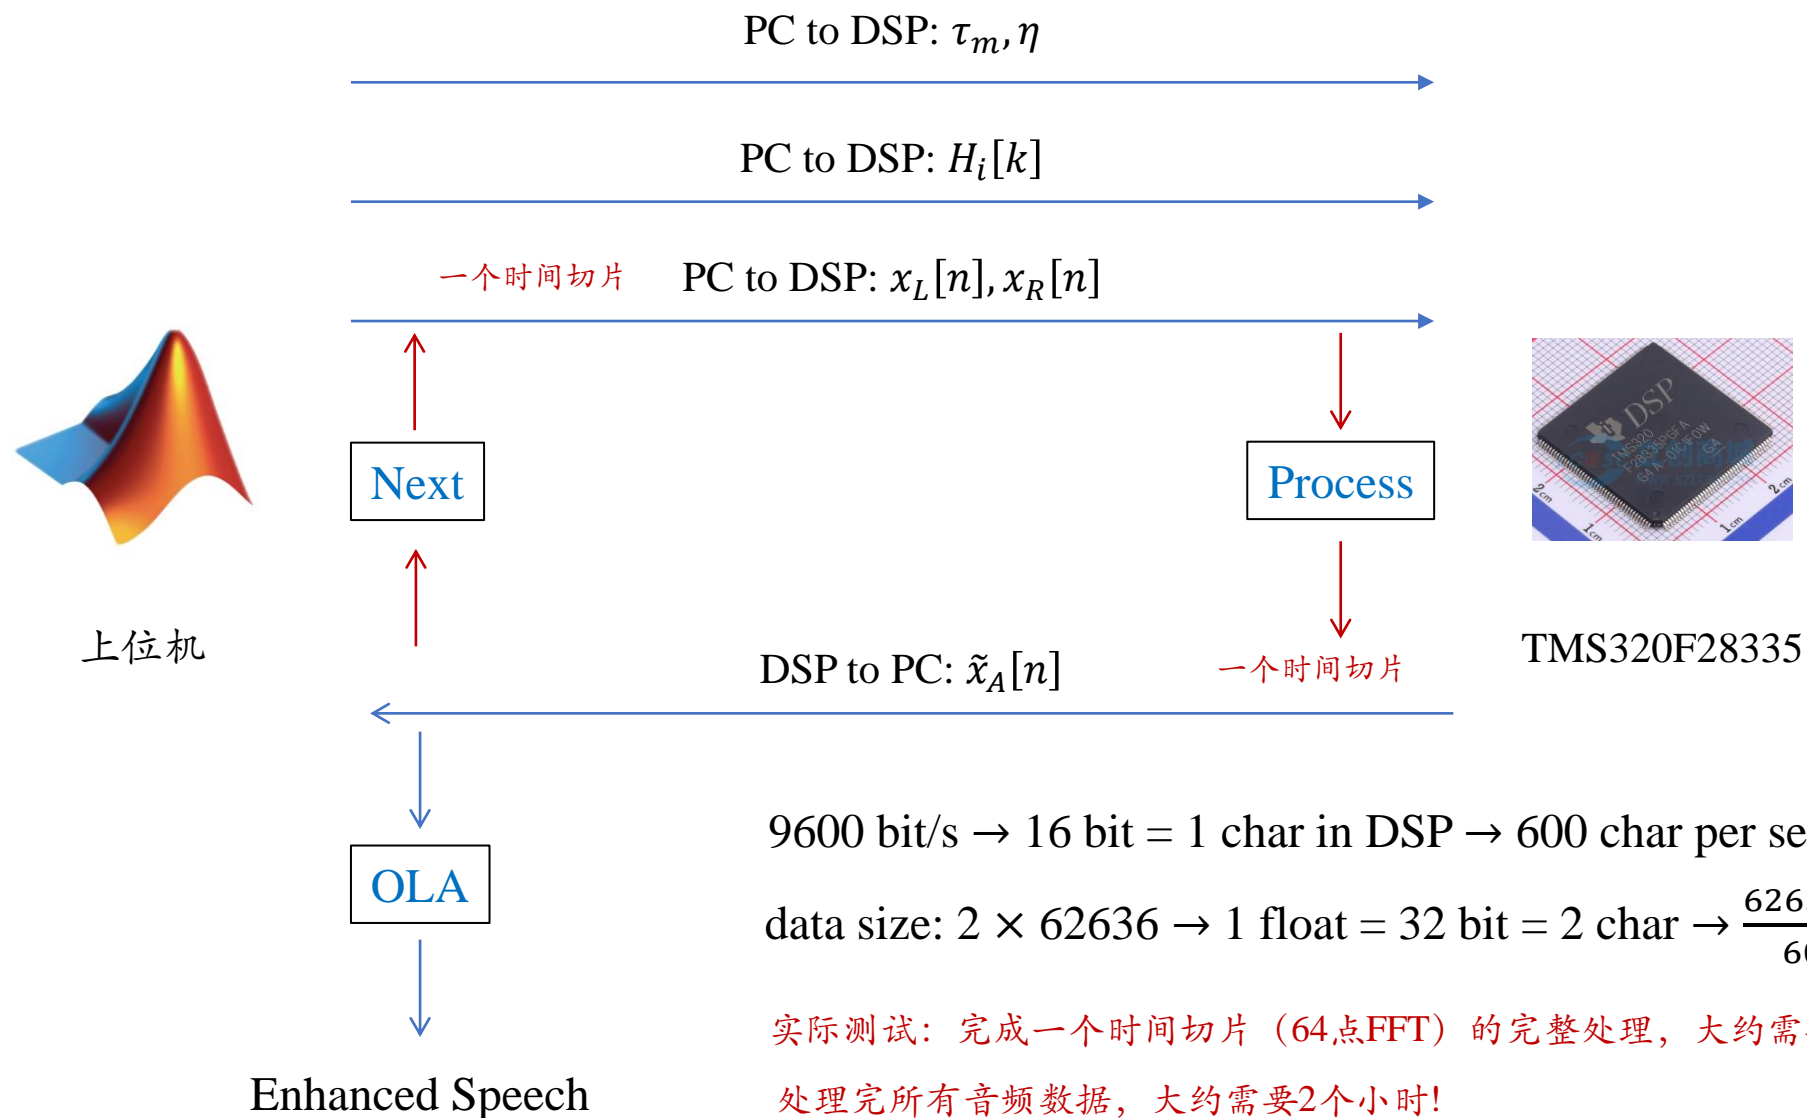 PC to DSP: τ_m, η
PC to DSP: H_i[k]
一个时间切片 PC to DSP: x_L[n], x_R[n]
Next
Process
DSP
TMS320
F28335PGFA
上位机
DSP to PC: x̃_A[n]
一个时间切片
TMS320F28335
9600 bit/s → 16 bit = 1 char in DSP → 600 char per se
OLA
data size: 2 × 62636 → 1 float = 32 bit = 2 char →
实际测试：完成一个时间切片（64点FFT）的完整处理，大约需
Enhanced Speech
处理完所有音频数据，大约需要2个小时!